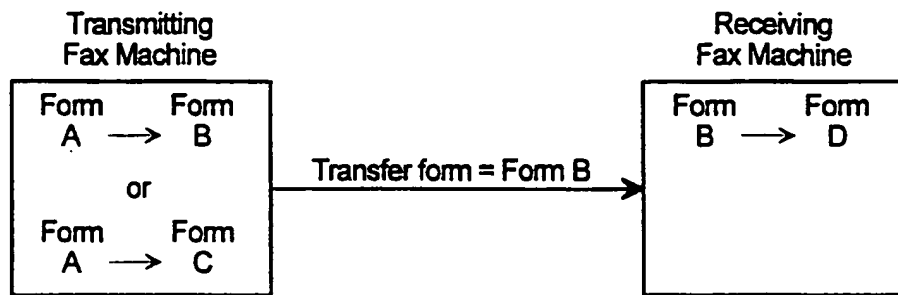 Transmitting
Fax Machine
Form Form
A → B
or
Form Form
A → C
Transfer form = Form B
Receiving
Fax Machine
Form Form
B → D